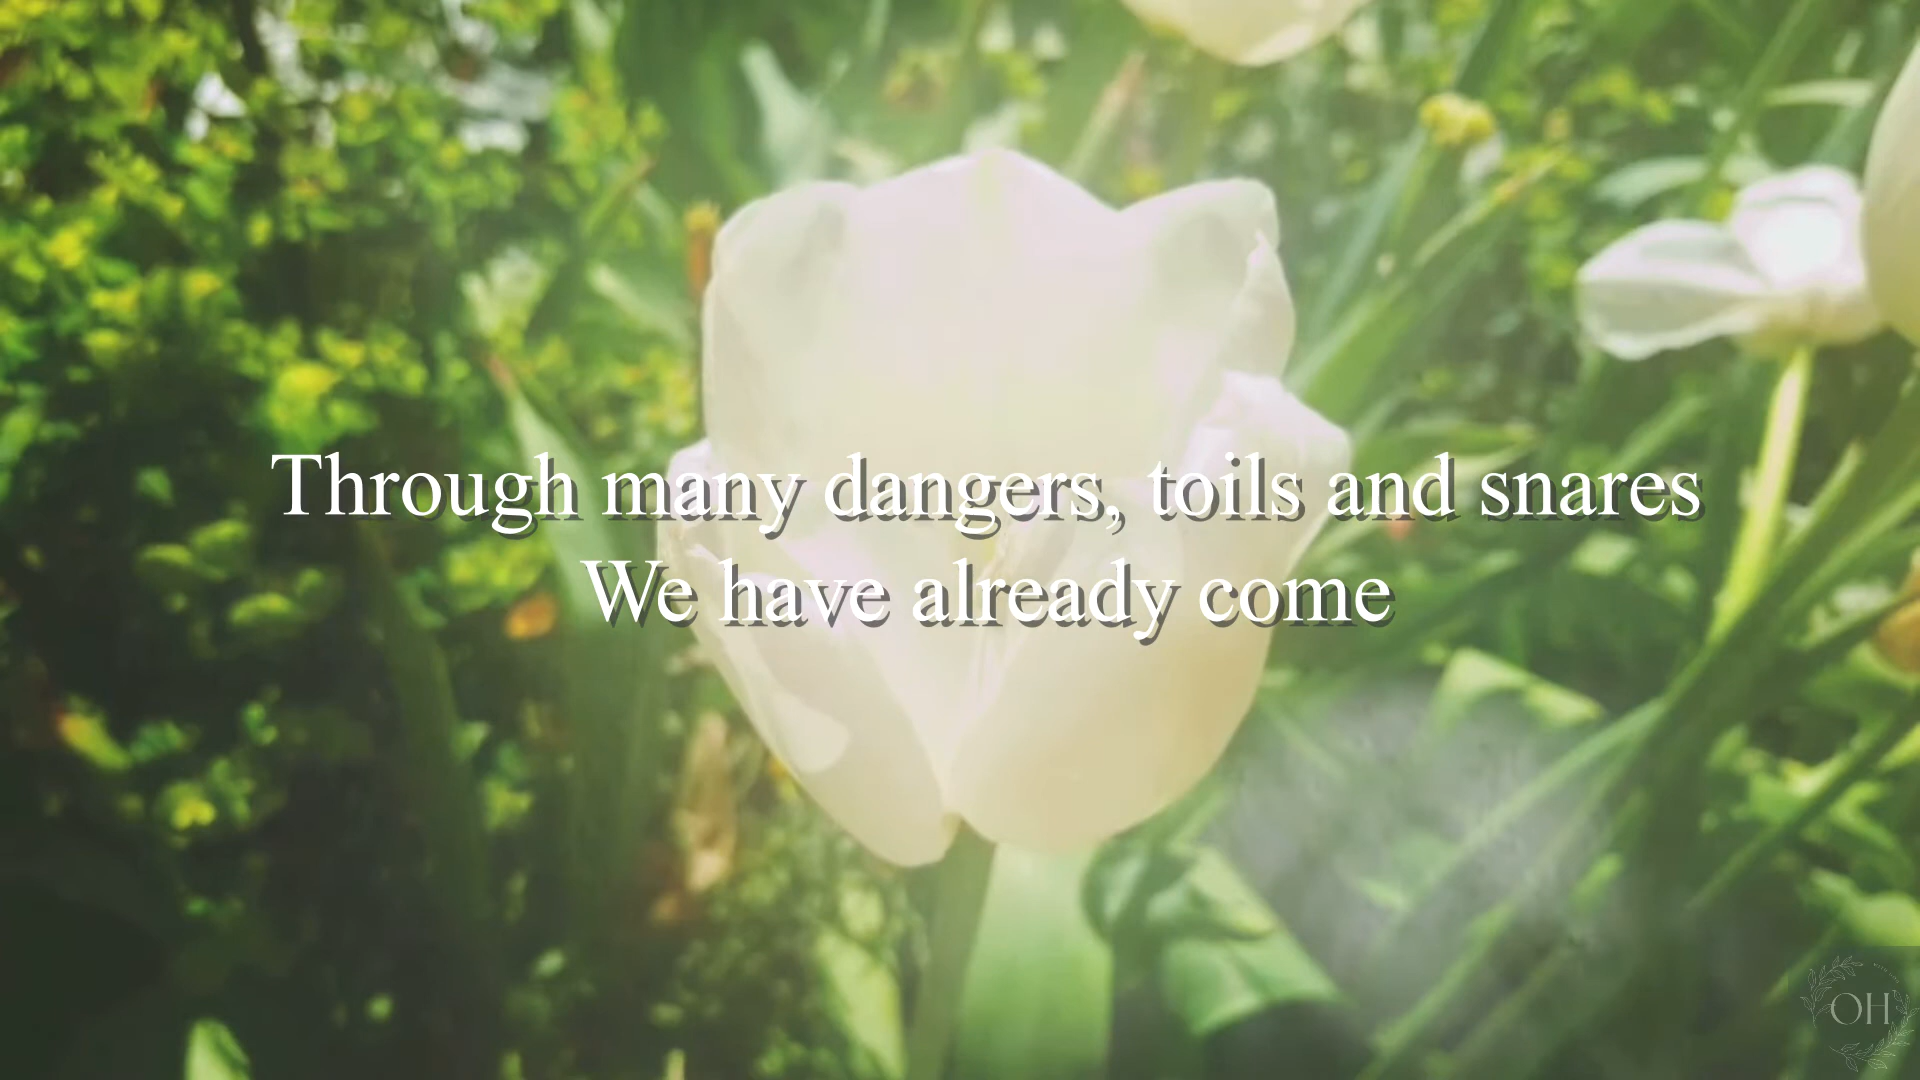 Through many dangers, toils and snares
We have already come
OH